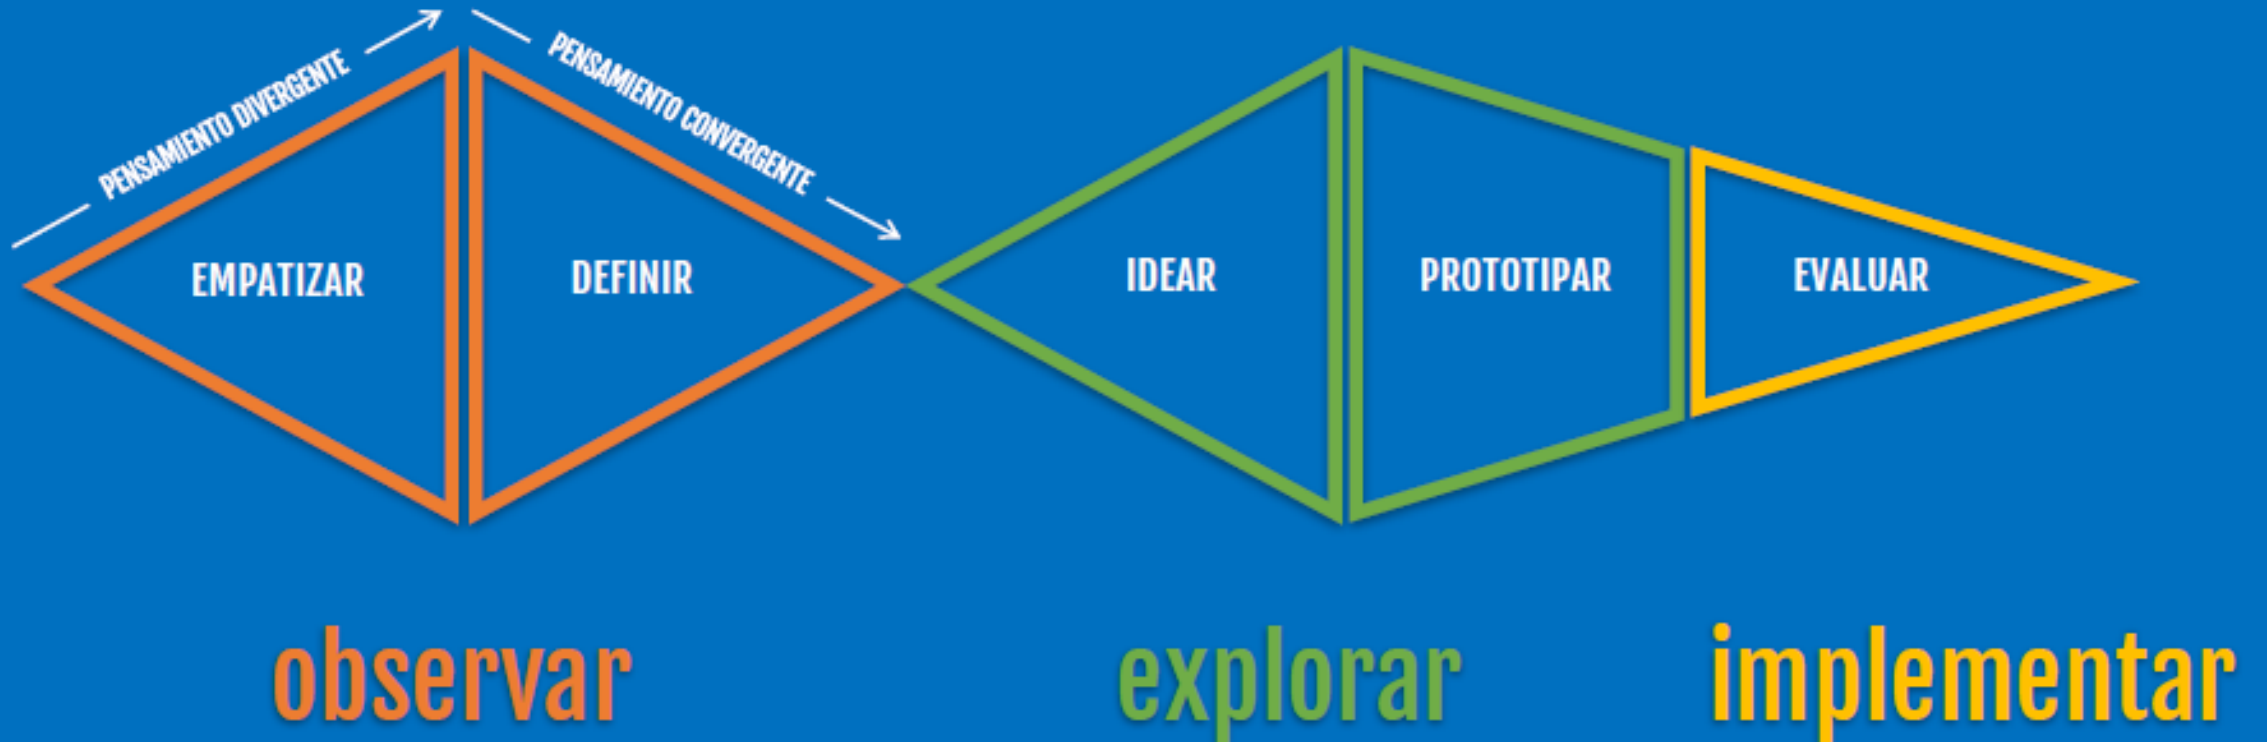 PENSAMIENTO DIVERGENTE
PENSAMIENTO CONVERGENTE
EMPATIZAR
DEFINIR
IDEAR
PROTOTIPAR
EVALUAR
observar
explorar
implementar